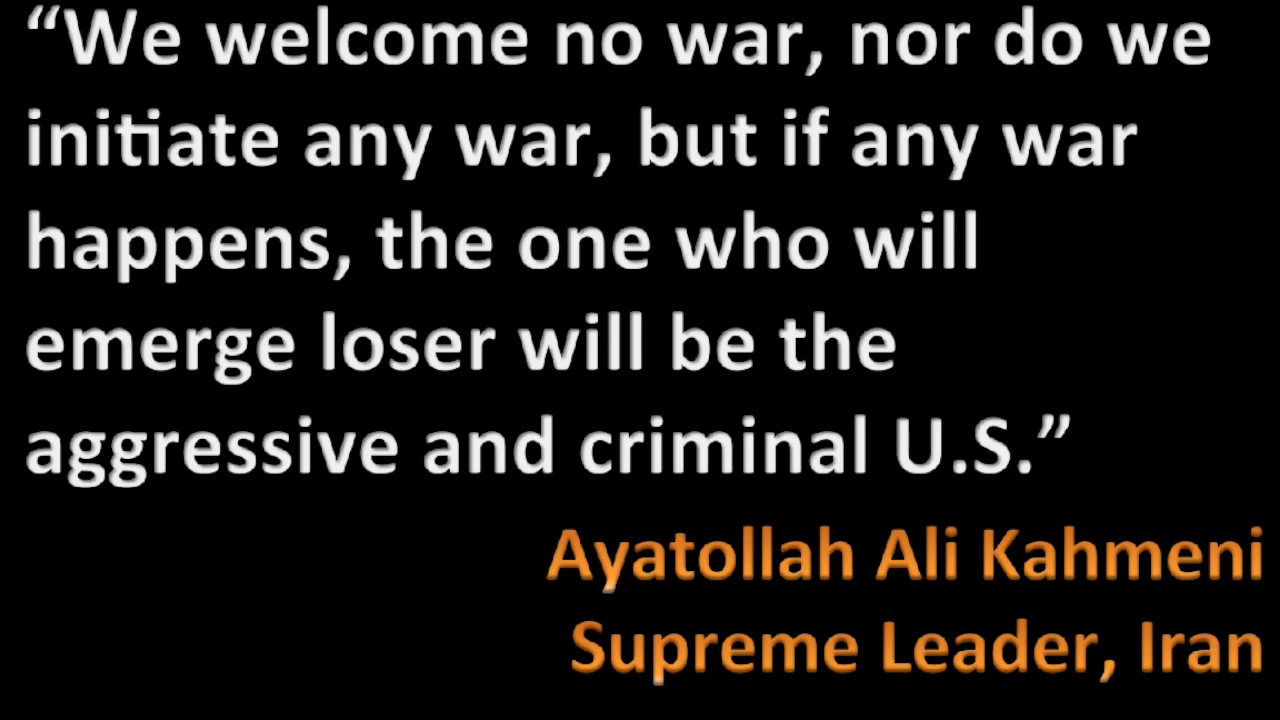 “We welcome no war, nor do we
initiate any war, but if any war
happens, the one who will
emerge loser will be the
aggressive and criminal U.S.”
Ayatollah Ali Kahmeni
Supreme Leader, Iran